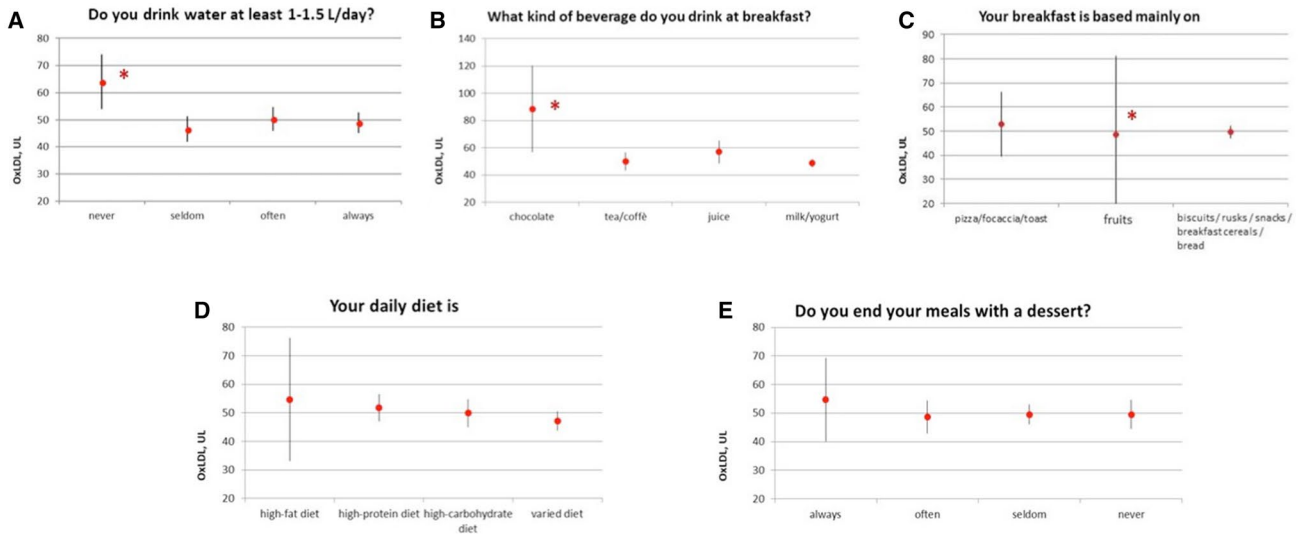 A
Do you drink water at least 1-1.5 L/day?
80
70
60
50
40
30
20
OxLDL, UL
never seldom often always
*
B
What kind of beverage do you drink at breakfast?
140
120
100
80
60
40
20
OxLDL, UL
chocolate tea/coffè juice milk/yogurt
*
C
Your breakfast is based mainly on
90
80
70
60
50
40
30
20
OxLDL, UL
pizza/focaccia/toast fruits biscuits / rusks / snacks /
breakfast cereals /
bread
*
D
Your daily diet is
80
70
60
50
40
30
20
OxLDL, UL
high-fat diet high-protein diet high-carbohydrate varied diet
diet
E
Do you end your meals with a dessert?
80
70
60
50
40
30
20
OxLDL, UL
always often seldom never